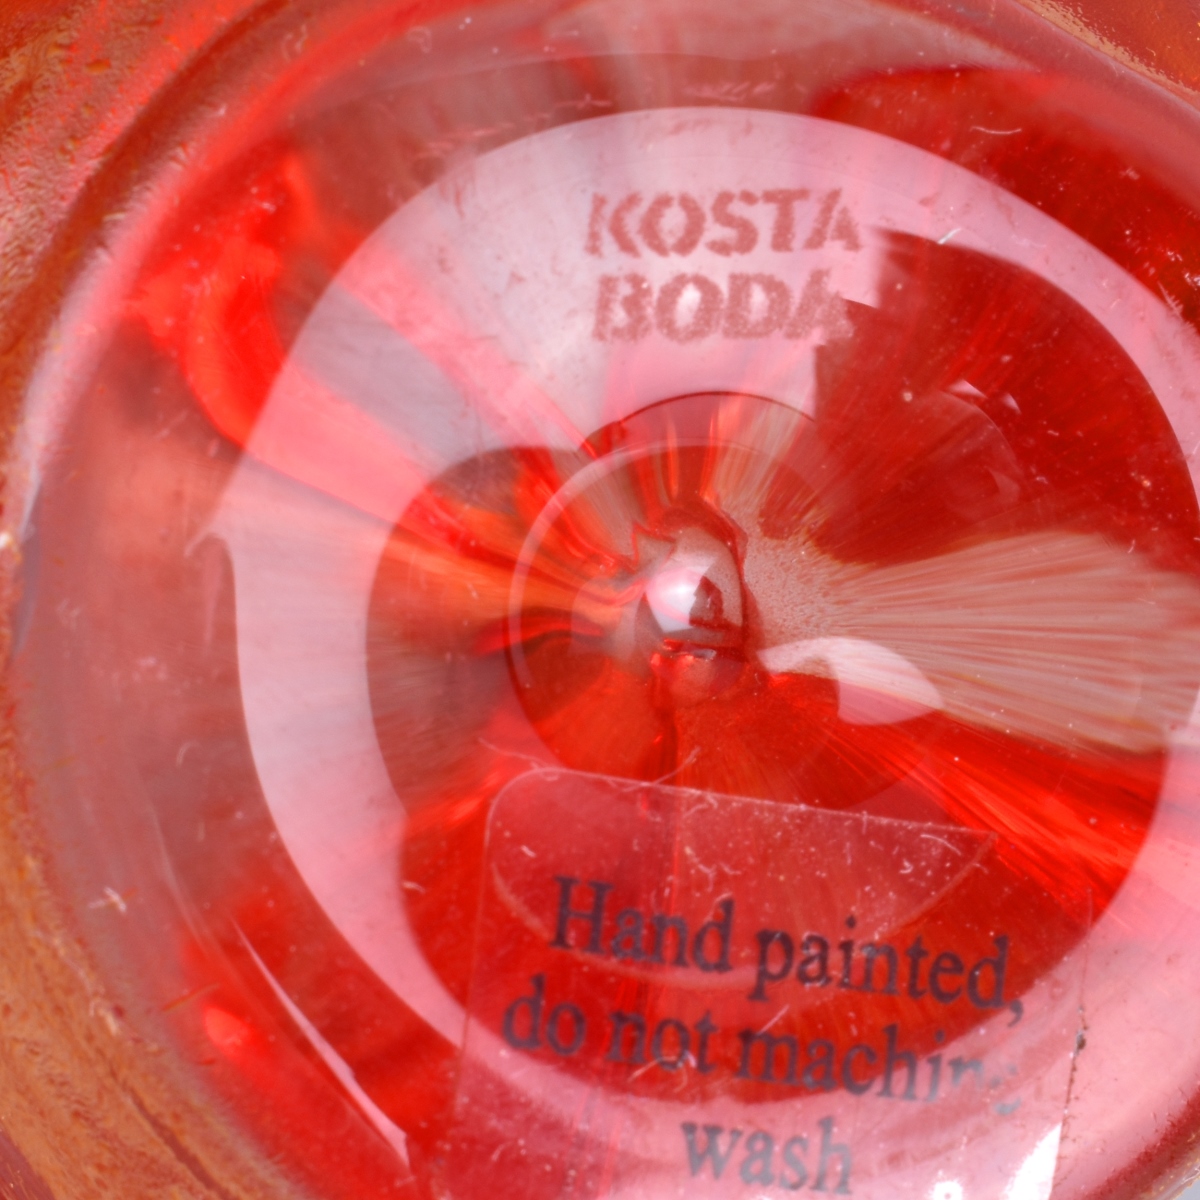 KOSTA
BODA
Hand painted,
do not machine
wash